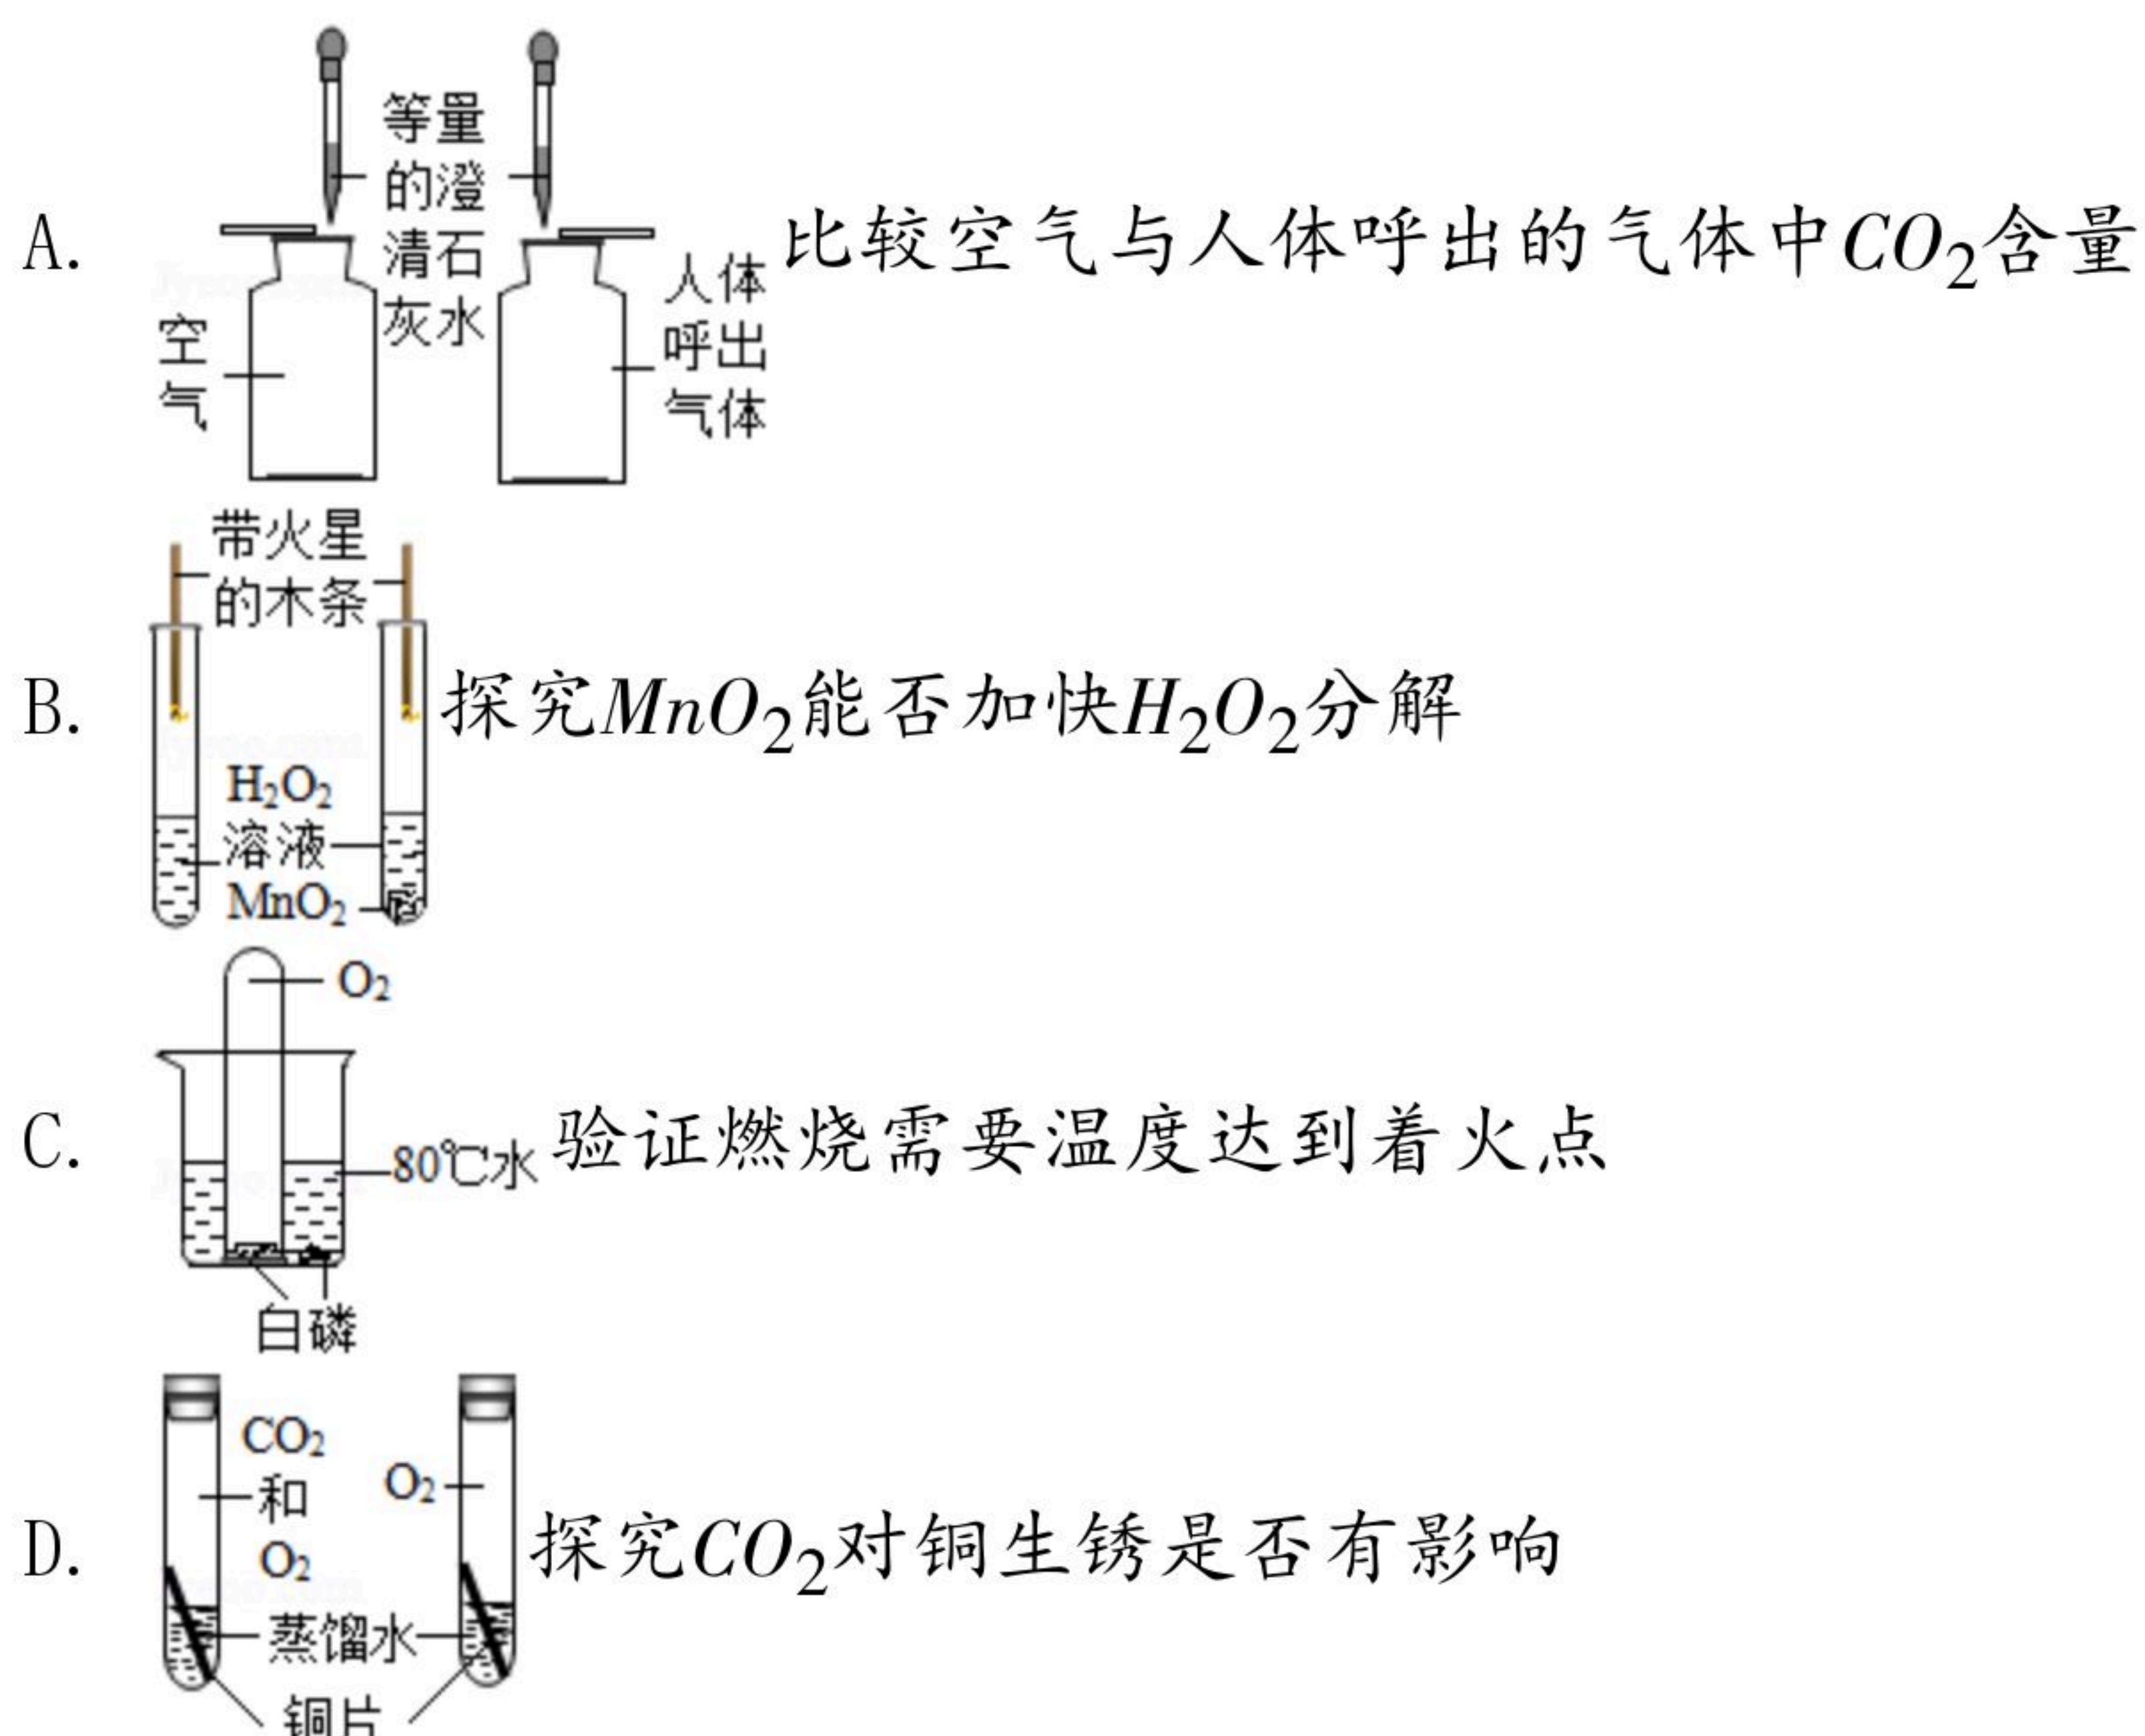 A.
等量
的澄
清石
灰水
空
气
人体
呼出
气体
比较空气与人体呼出的气体中CO₂含量
B.
带火星
的木条
H₂O₂
溶液
MnO₂
探究MnO₂能否加快H₂O₂分解
C.
O₂
80℃水
白磷
验证燃烧需要温度达到着火点
D.
CO₂
和
O₂
O₂
蒸馏水
铜片
探究CO₂对铜生锈是否有影响